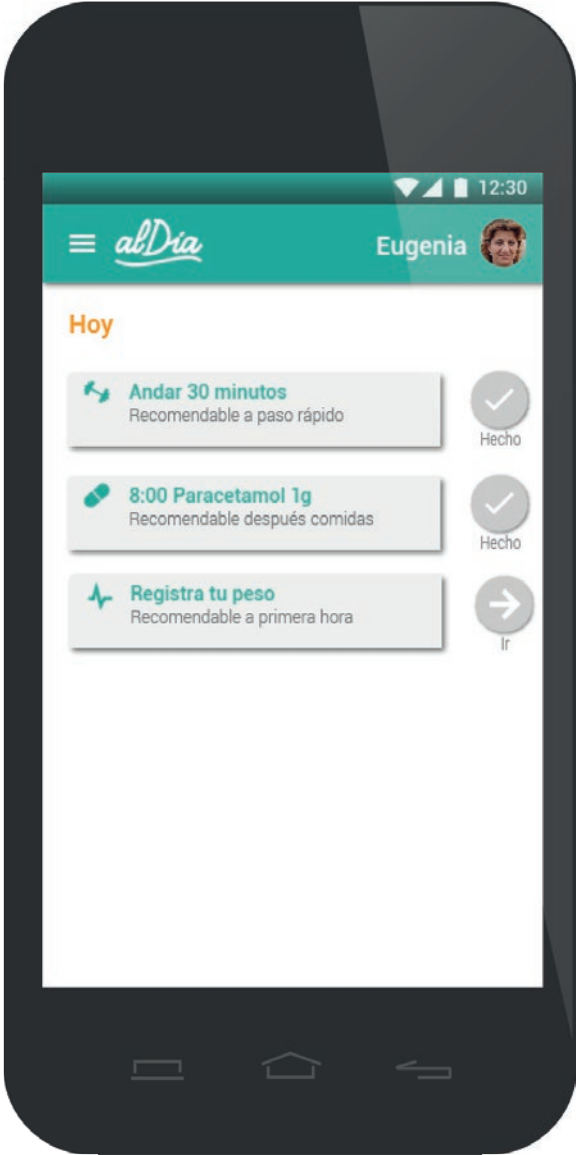 12:30
alDía
Eugenia
Hoy
Andar 30 minutos
Recomendable a paso rápido
Hecho
8:00 Paracetamol 1g
Recomendable después comidas
Hecho
Registra tu peso
Recomendable a primera hora
Ir